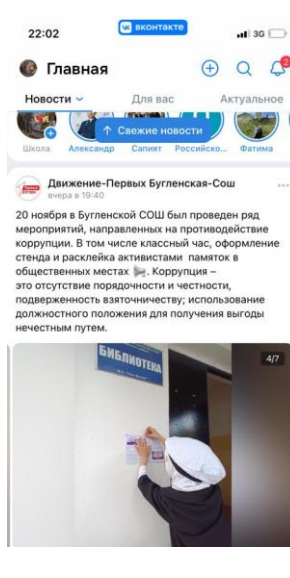 22:02
вконтакте
3G
Главная
2
Новости
Для вас
Актуальное
↑ Свежие новости
Школа
Александр
Сапият
Российско...
Фатима
Движение-Первых Бугленская-Сош
вчера в 19:40
20 ноября в Бугленской СОШ был проведен ряд
мероприятий, направленных на противодействие
коррупции. В том числе классный час, оформление
стенда и расклейка активистами памяток в
общественных местах. Коррупция –
это отсутствие порядочности и честности,
подверженность взяточничеству; использование
должностного положения для получения выгоды
нечестным путем.
4/7
БИБЛИОТЕКА